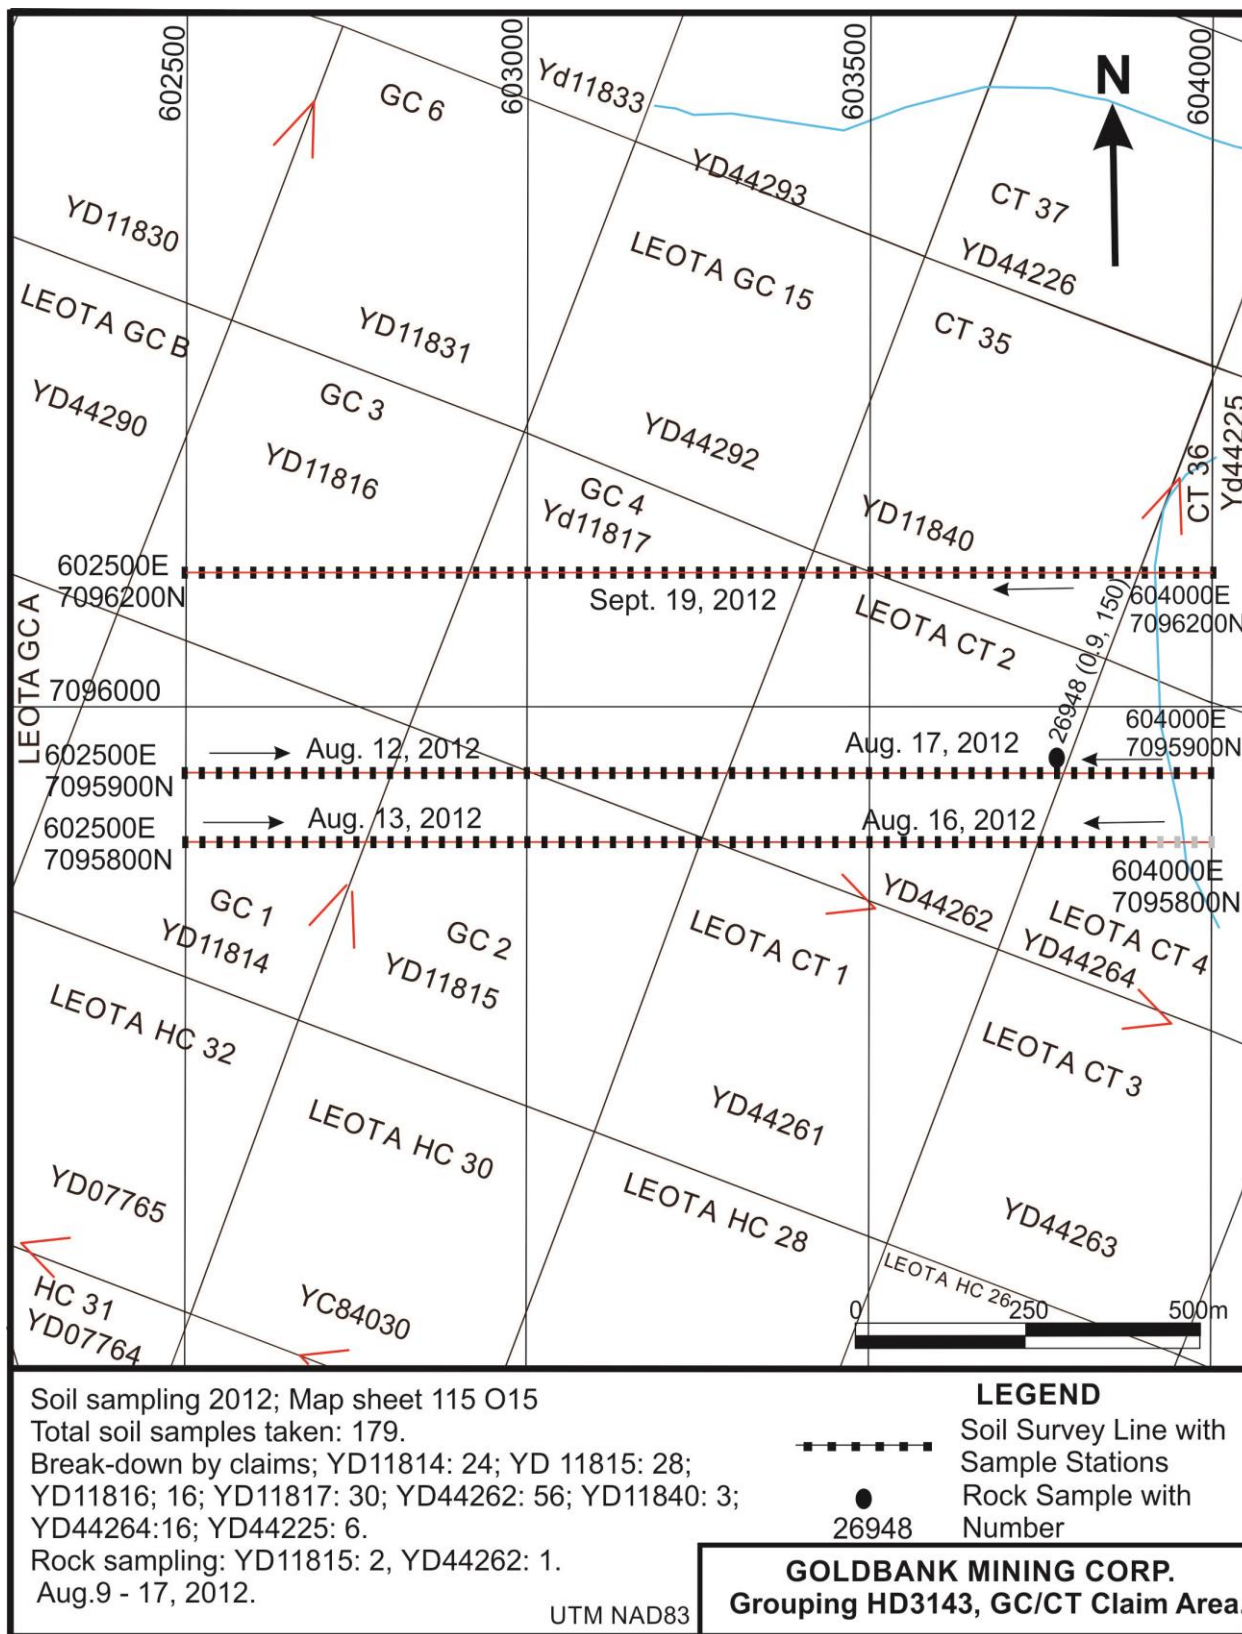 602500
603000
603500
604000
N
GC 6
Yd11833
YD44293
CT 37
YD11830
LEOTA GC 15
YD44226
LEOTA GC B
YD11831
CT 35
YD44290
GC 3
YD44292
YD11816
GC 4
Yd11817
YD11840
CT 36
Yd44225
602500E
7096200N
Sept. 19, 2012
604000E
7096200N
LEOTA GC A
LEOTA CT 2
26948 (0.9, 150)
7096000
602500E
7095900N
Aug. 12, 2012
Aug. 17, 2012
604000E
7095900N
602500E
7095800N
Aug. 13, 2012
Aug. 16, 2012
604000E
7095800N
GC 1
YD11814
GC 2
YD11815
LEOTA CT 1
YD44262
LEOTA CT 4
YD44264
LEOTA HC 32
LEOTA CT 3
LEOTA HC 30
YD44261
YD07765
LEOTA HC 28
YD44263
LEOTA HC 26
HC 31
YD07764
YC84030
0 250 500m
Soil sampling 2012; Map sheet 115 O15
Total soil samples taken: 179.
Break-down by claims; YD11814: 24; YD 11815: 28;
YD11816; 16; YD11817: 30; YD44262: 56; YD11840: 3;
YD44264:16; YD44225: 6.
Rock sampling: YD11815: 2, YD44262: 1.
Aug.9 - 17, 2012.
UTM NAD83
LEGEND
Soil Survey Line with
Sample Stations
Rock Sample with
26948 Number
GOLDBANK MINING CORP.
Grouping HD3143, GC/CT Claim Area.